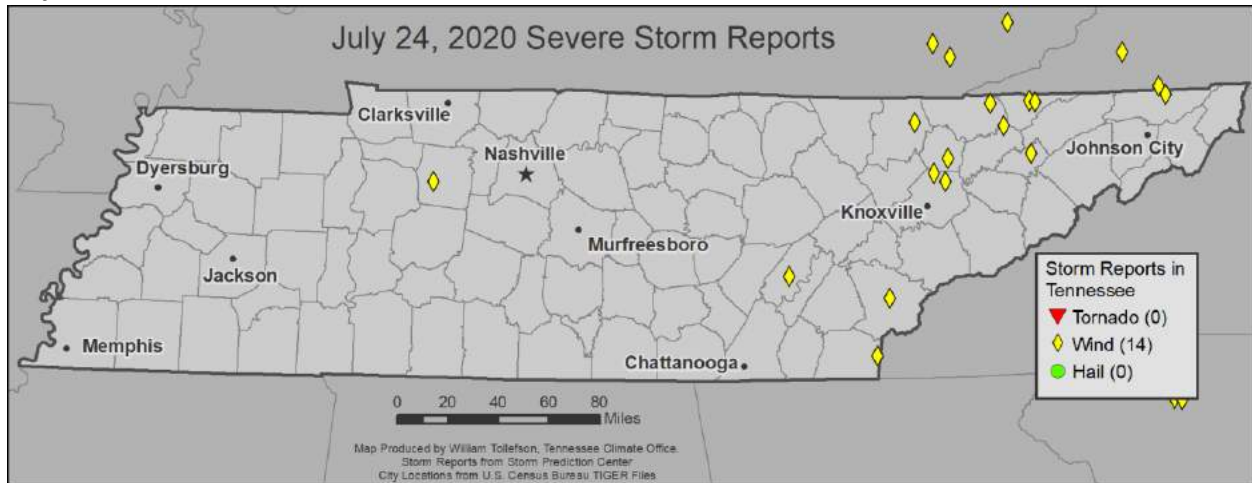 July 24, 2020 Severe Storm Reports
Clarksville
Nashville
Johnson City
Dyersburg
Knoxville
Murfreesboro
Jackson
Storm Reports in
Tennessee
Tornado (0)
Wind (14)
Hail (0)
Memphis
Chattanooga
0 20 40 60 80
Miles
Map Produced by William Tollefson, Tennessee Climate Office.
Storm Reports from Storm Prediction Center
City Locations from U.S. Census Bureau TIGER Files